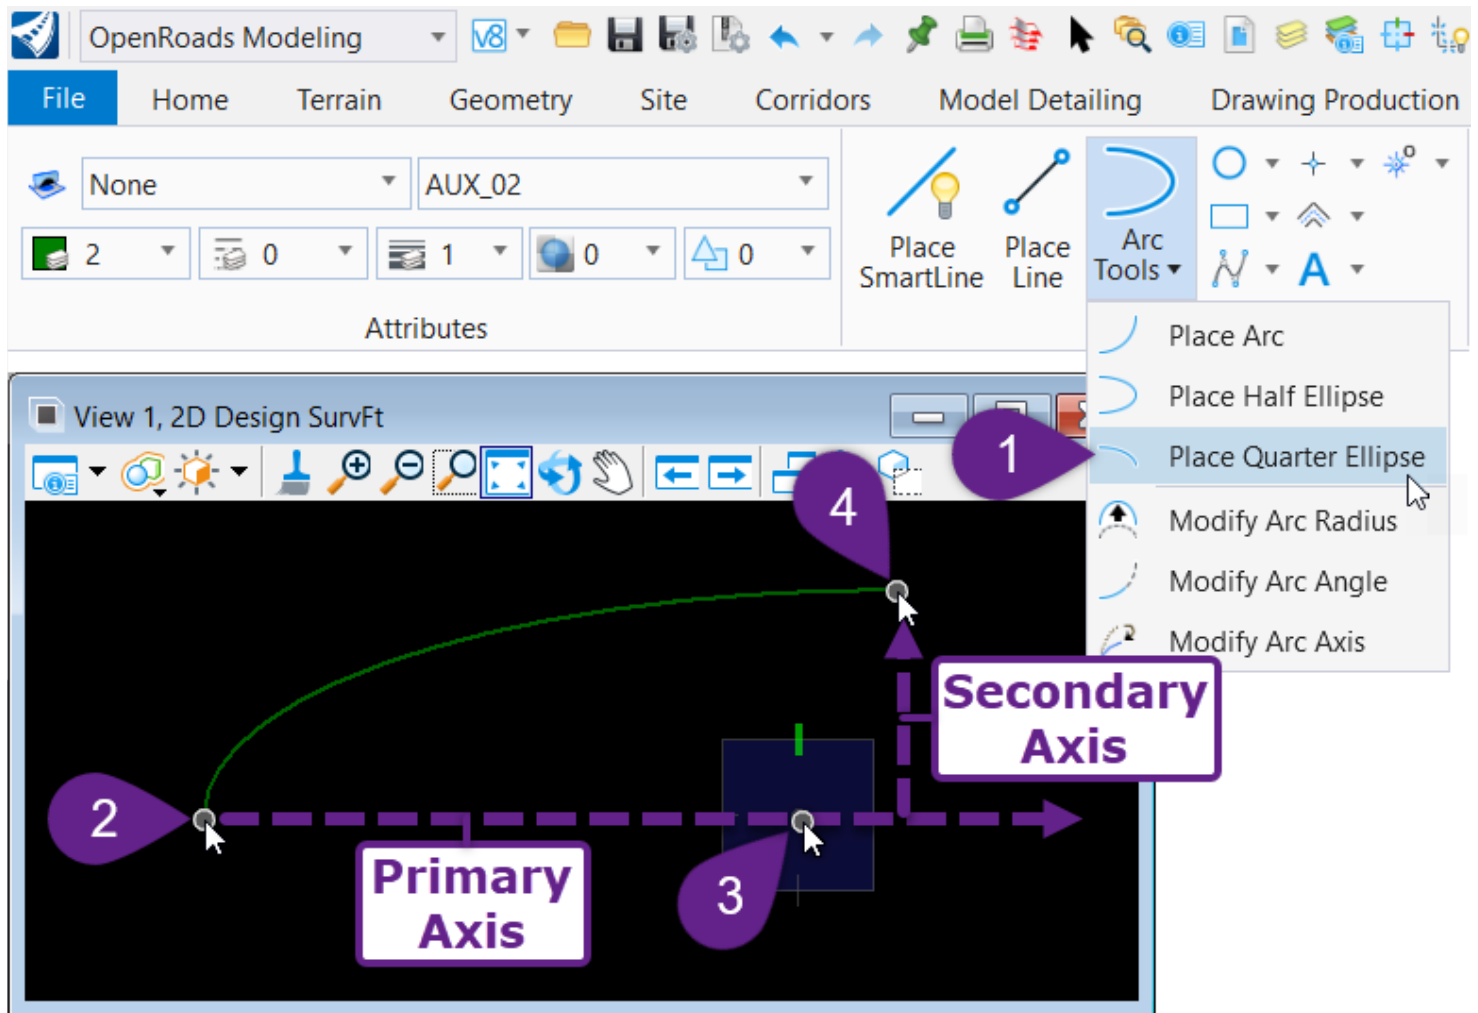 OpenRoads Modeling
V8
File Home Terrain Geometry Site Corridors Model Detailing Drawing Production
None AUX_02
2 0 1 0 0
Attributes
Place SmartLine
Place Line
Arc Tools
A
Place Arc
Place Half Ellipse
Place Quarter Ellipse
Modify Arc Radius
Modify Arc Angle
Modify Arc Axis
View 1, 2D Design SurvFt
1
4
Secondary
Axis
2
Primary
Axis
3